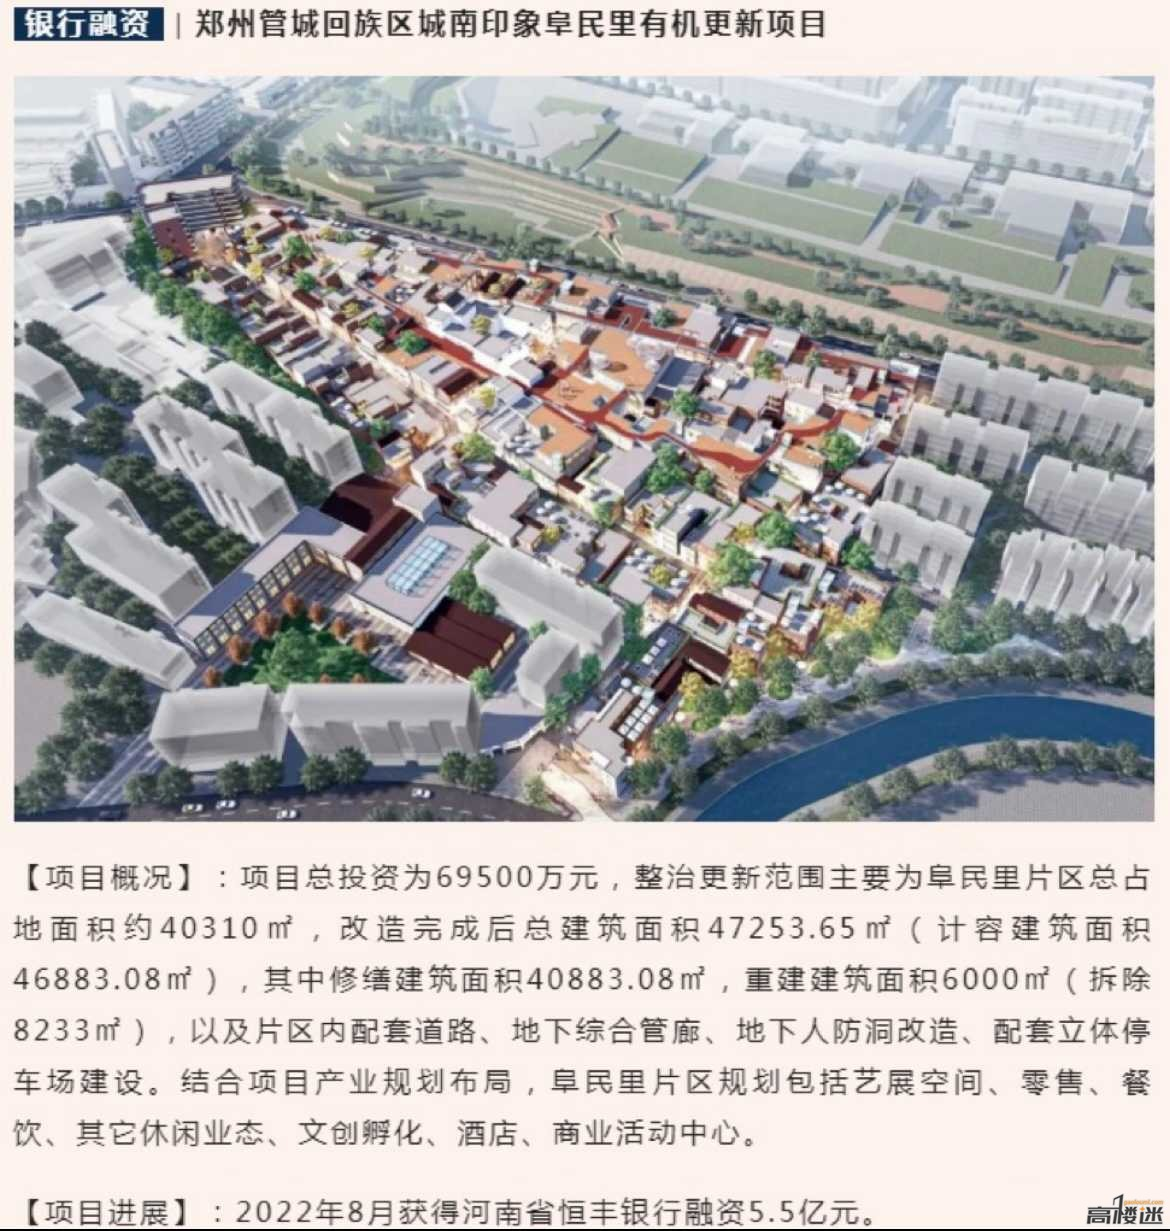 银行融资 | 郑州管城回族区城南印象阜民里有机更新项目
【项目概况】：项目总投资为69500万元，整治更新范围主要为阜民里片区总占
地面积约40310㎡，改造完成后总建筑面积47253.65㎡（计容建筑面积
46883.08㎡），其中修缮建筑面积40883.08㎡，重建建筑面积6000㎡（拆除
8233㎡），以及片区内配套道路、地下综合管廊、地下人防洞改造、配套立体停
车场建设。结合项目产业规划布局，阜民里片区规划包括艺展空间、零售、餐
饮、其它休闲业态、文创孵化、酒店、商业活动中心。
【项目进展】：2022年8月获得河南省恒丰银行融资5.5亿元。
gaoloumi.com
高楼迷